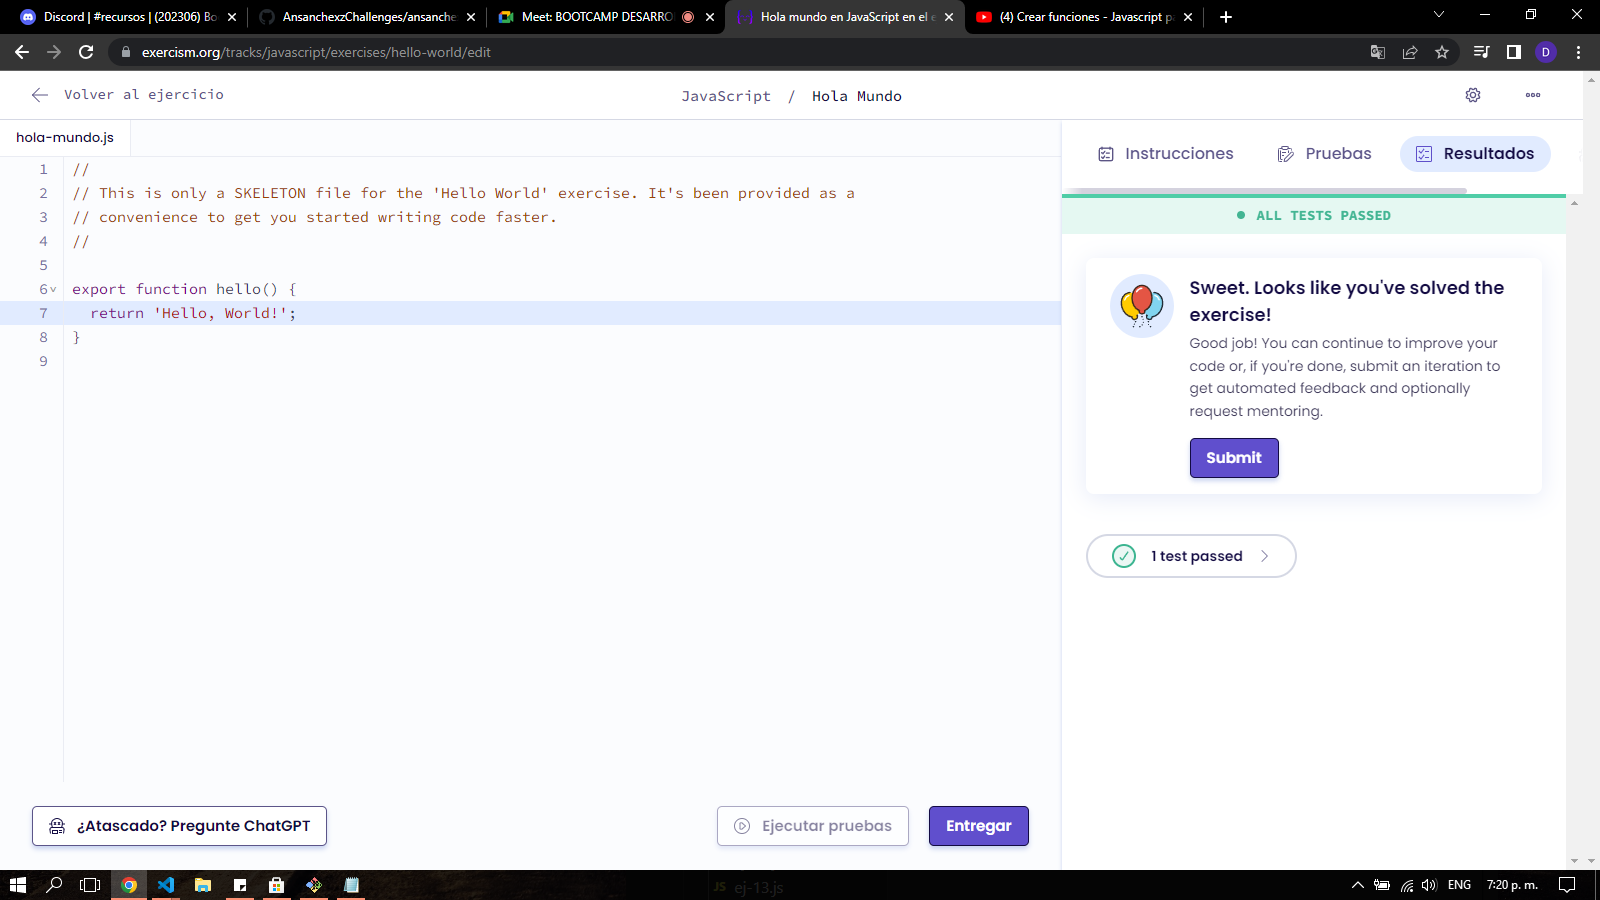 Discord | #recursos | (202306) Bo
AnsanchexzChallenges/ansanche
Meet: BOOTCAMP DESARRO
Hola mundo en JavaScript en el e
(4) Crear funciones - Javascript p
exercism.org/tracks/javascript/exercises/hello-world/edit
D
Volver al ejercicio
JavaScript / Hola Mundo
hola-mundo.js
Instrucciones
Pruebas
Resultados
1 //
2 // This is only a SKELETON file for the 'Hello World' exercise. It's been provided as a
3 // convenience to get you started writing code faster.
4 //
5
6 export function hello() {
7 return 'Hello, World!';
8 }
9
ALL TESTS PASSED
Sweet. Looks like you've solved the
exercise!
Good job! You can continue to improve your
code or, if you're done, submit an iteration to
get automated feedback and optionally
request mentoring.
Submit
1 test passed
¿Atascado? Pregunte ChatGPT
Ejecutar pruebas
Entregar
JS ej-13.js
ENG
7:20 p. m.